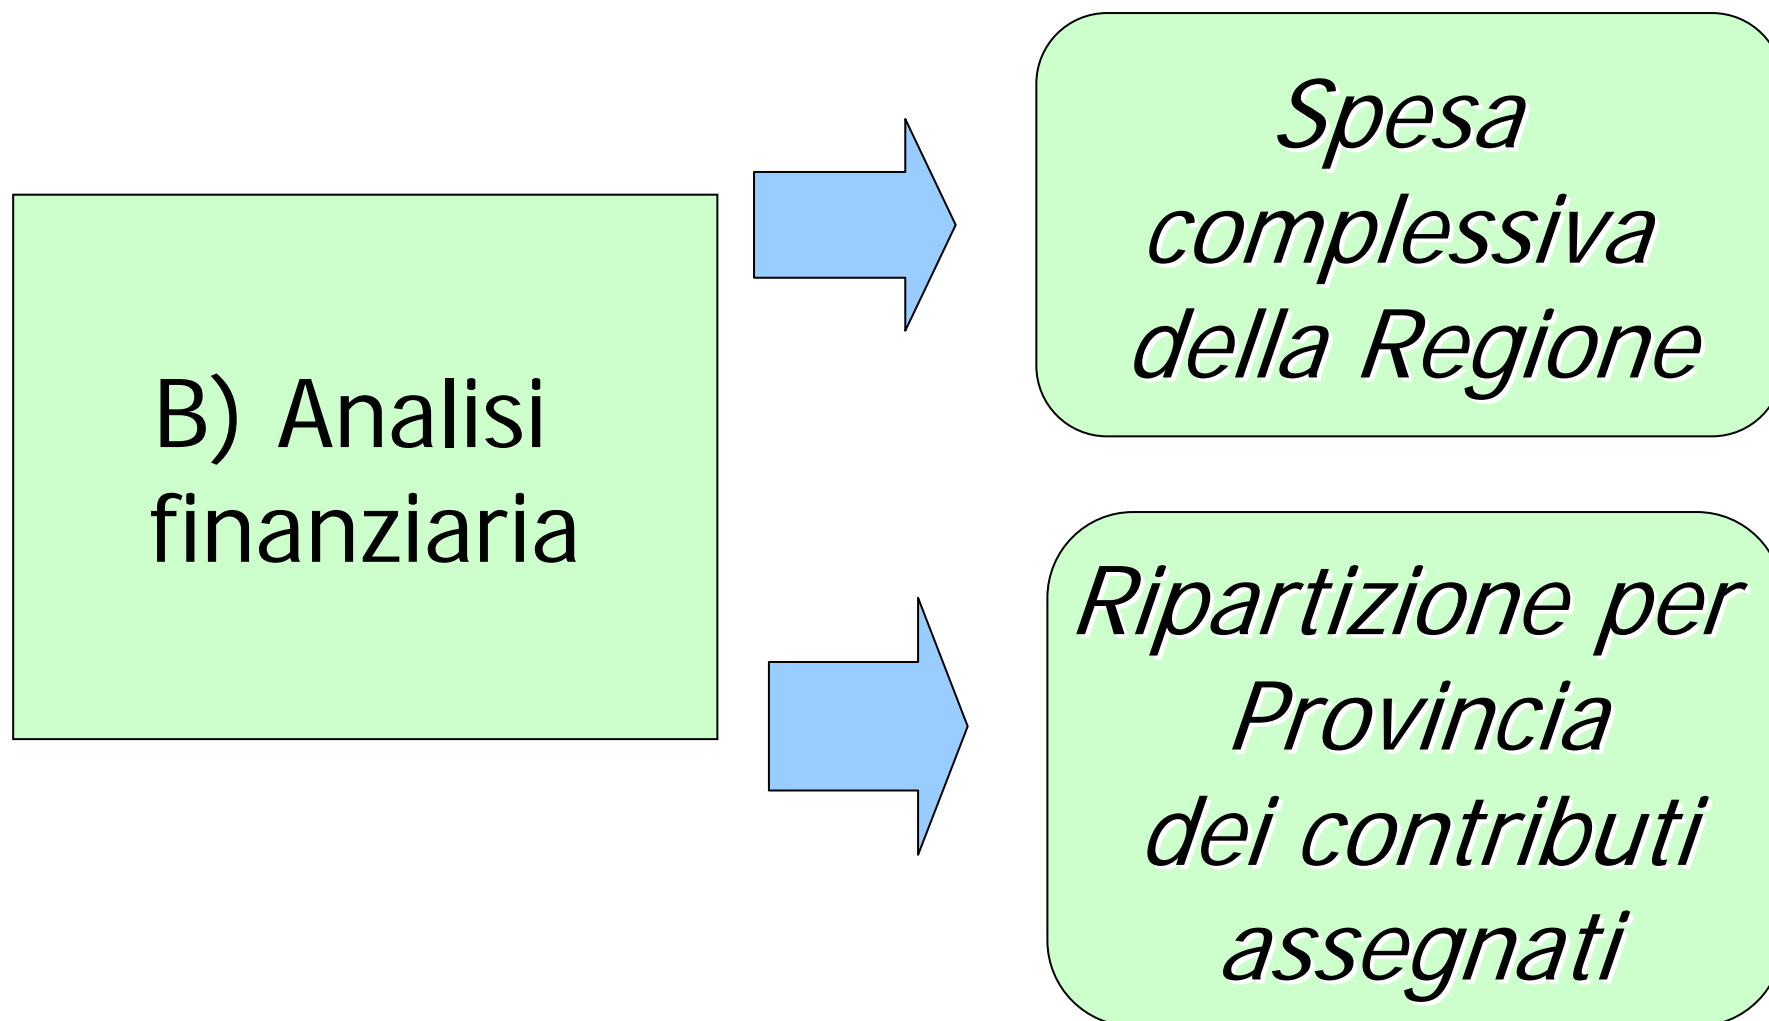 B) Analisi
finanziaria
Spesa
complessiva
della Regione
Ripartizione per
Provincia
dei contributi
assegnati